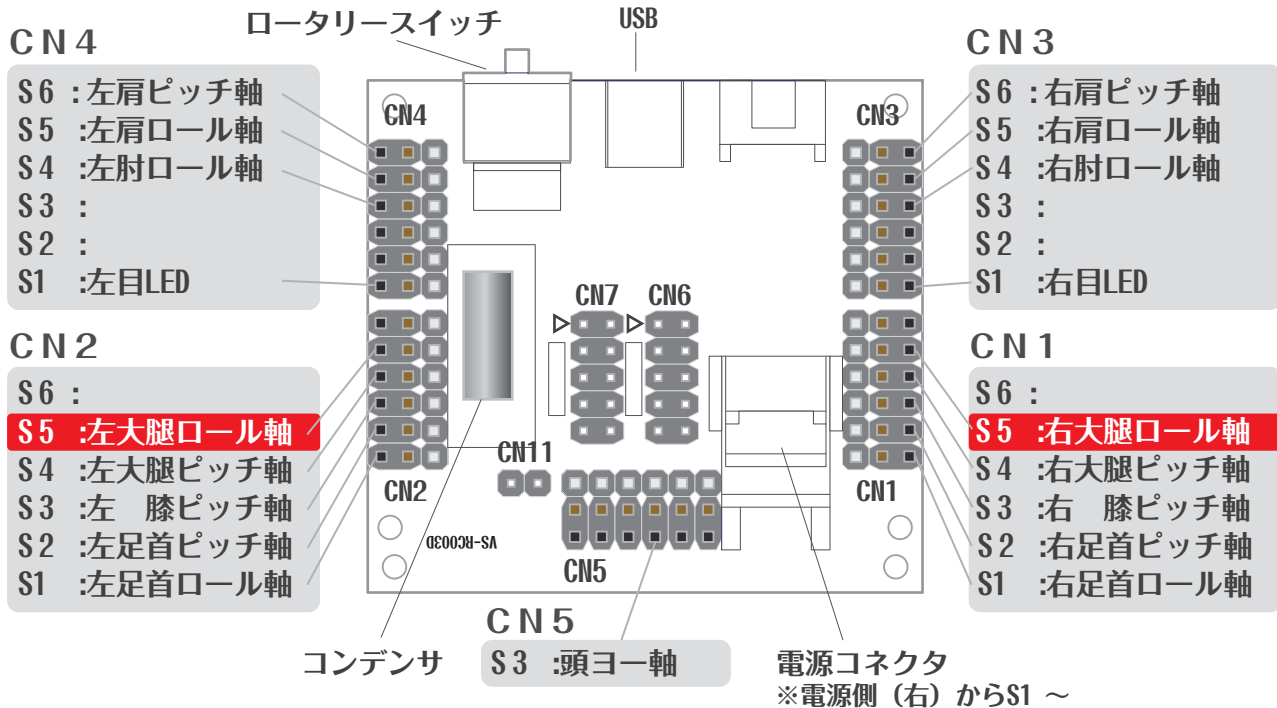 ロータリースイッチ
USB
CN4
S6 :左肩ピッチ軸
S5 :左肩ロール軸
S4 :左肘ロール軸
S3 :
S2 :
S1 :左目LED
CN2
S6 :
S5 :左大腿ロール軸
S4 :左大腿ピッチ軸
S3 :左　膝ピッチ軸
S2 :左足首ピッチ軸
S1 :左足首ロール軸
CN4
CN3
CN7
CN6
CN11
CN2
CN1
VS-RC003D
CN5
CN3
S6 :右肩ピッチ軸
S5 :右肩ロール軸
S4 :右肘ロール軸
S3 :
S2 :
S1 :右目LED
CN1
S6 :
S5 :右大腿ロール軸
S4 :右大腿ピッチ軸
S3 :右　膝ピッチ軸
S2 :右足首ピッチ軸
S1 :右足首ロール軸
コンデンサ
CN5
S3 :頭ヨー軸
電源コネクタ
※電源側（右）からS1 ～